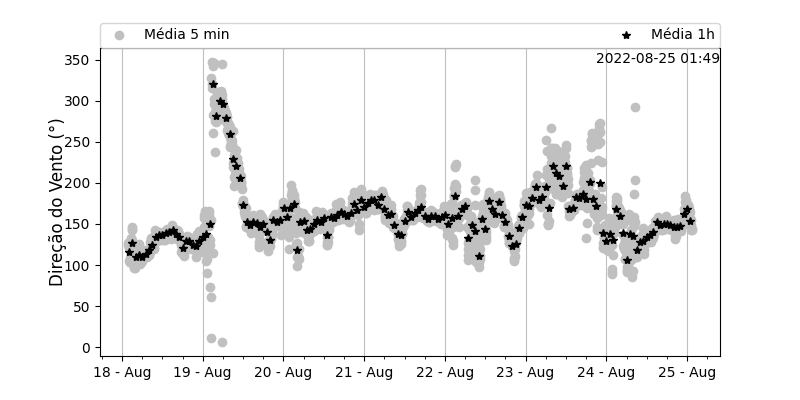 Média 5 min
Média 1h
2022-08-25 01:49
Direção do Vento (°)
350
300
250
200
150
100
50
0
18 - Aug
19 - Aug
20 - Aug
21 - Aug
22 - Aug
23 - Aug
24 - Aug
25 - Aug